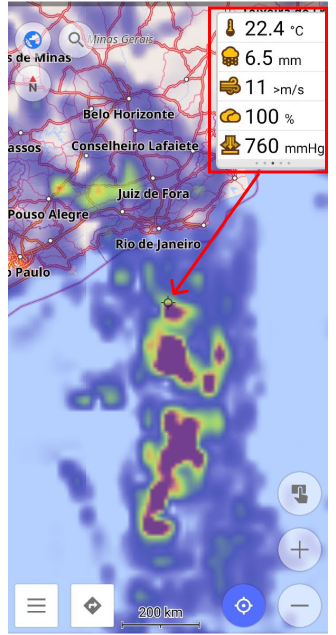 Minas Gerais
s de Minas
N
Belo Horizonte
assos
Conselheiro Lafaiete
Juiz de Fora
Pouso Alegre
Rio de Janeiro
o Paulo
22.4 °C
6.5 mm
11 >m/s
100 %
760 mmHg
200 km